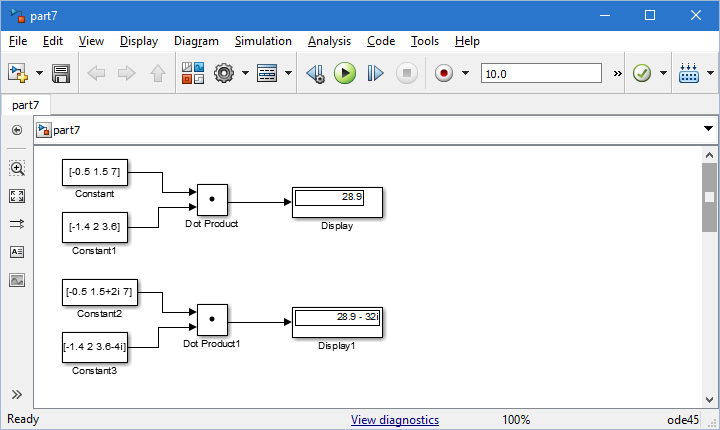 part7
File Edit View Display Diagram Simulation Analysis Code Tools Help
10.0
part7
part7
[-0.5 1.5 7]
Constant
[-1.4 2 3.6]
Constant1
Dot Product
28.9
Display
[-0.5 1.5+2i 7]
Constant2
[-1.4 2 3.6-4i]
Constant3
Dot Product1
28.9 - 32i
Display1
Ready View diagnostics 100% ode45